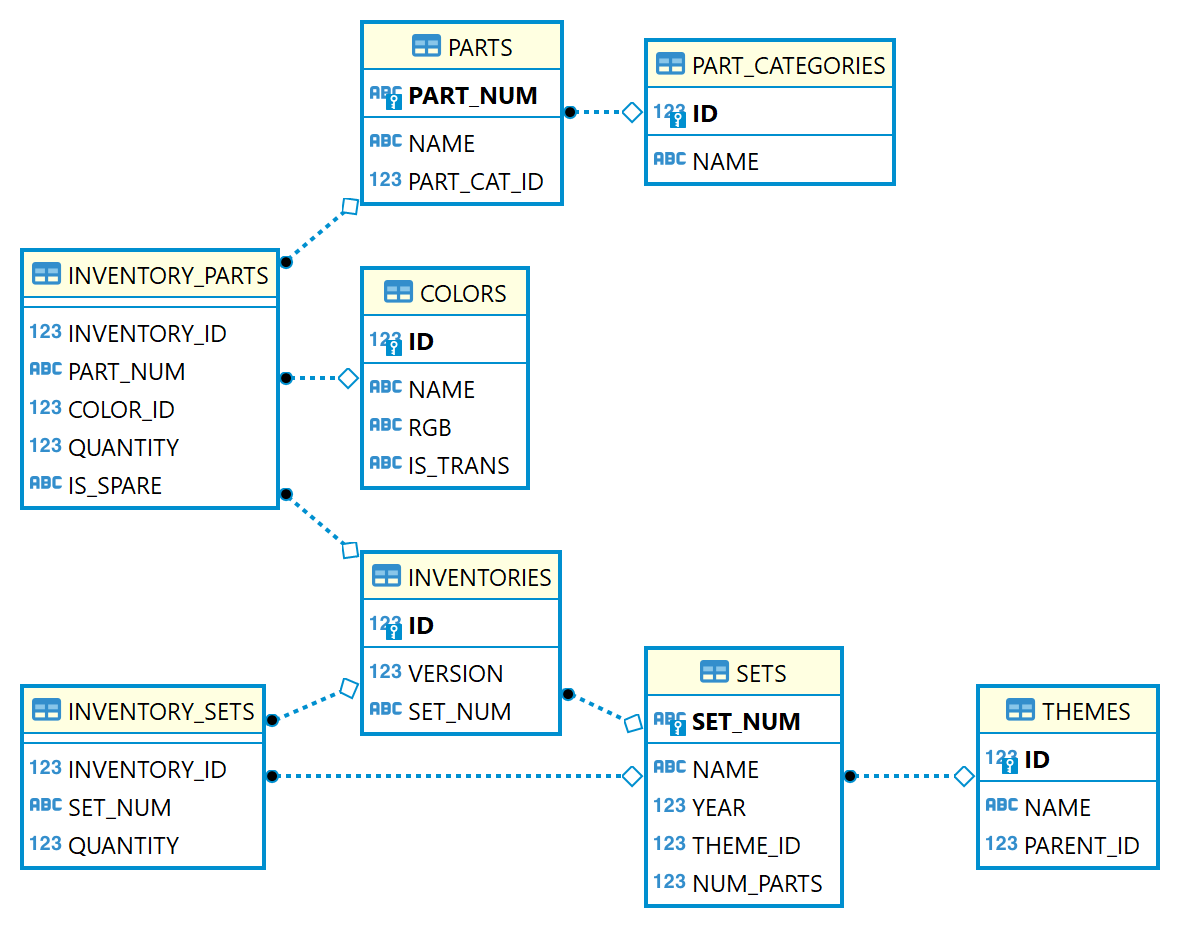 PARTS
ABC PART_NUM
ABC NAME
123 PART_CAT_ID
PART_CATEGORIES
123 ID
ABC NAME
INVENTORY_PARTS
123 INVENTORY_ID
ABC PART_NUM
123 COLOR_ID
123 QUANTITY
ABC IS_SPARE
COLORS
123 ID
ABC NAME
ABC RGB
ABC IS_TRANS
INVENTORIES
123 ID
123 VERSION
ABC SET_NUM
INVENTORY_SETS
123 INVENTORY_ID
ABC SET_NUM
123 QUANTITY
SETS
ABC SET_NUM
ABC NAME
123 YEAR
123 THEME_ID
123 NUM_PARTS
THEMES
123 ID
ABC NAME
123 PARENT_ID